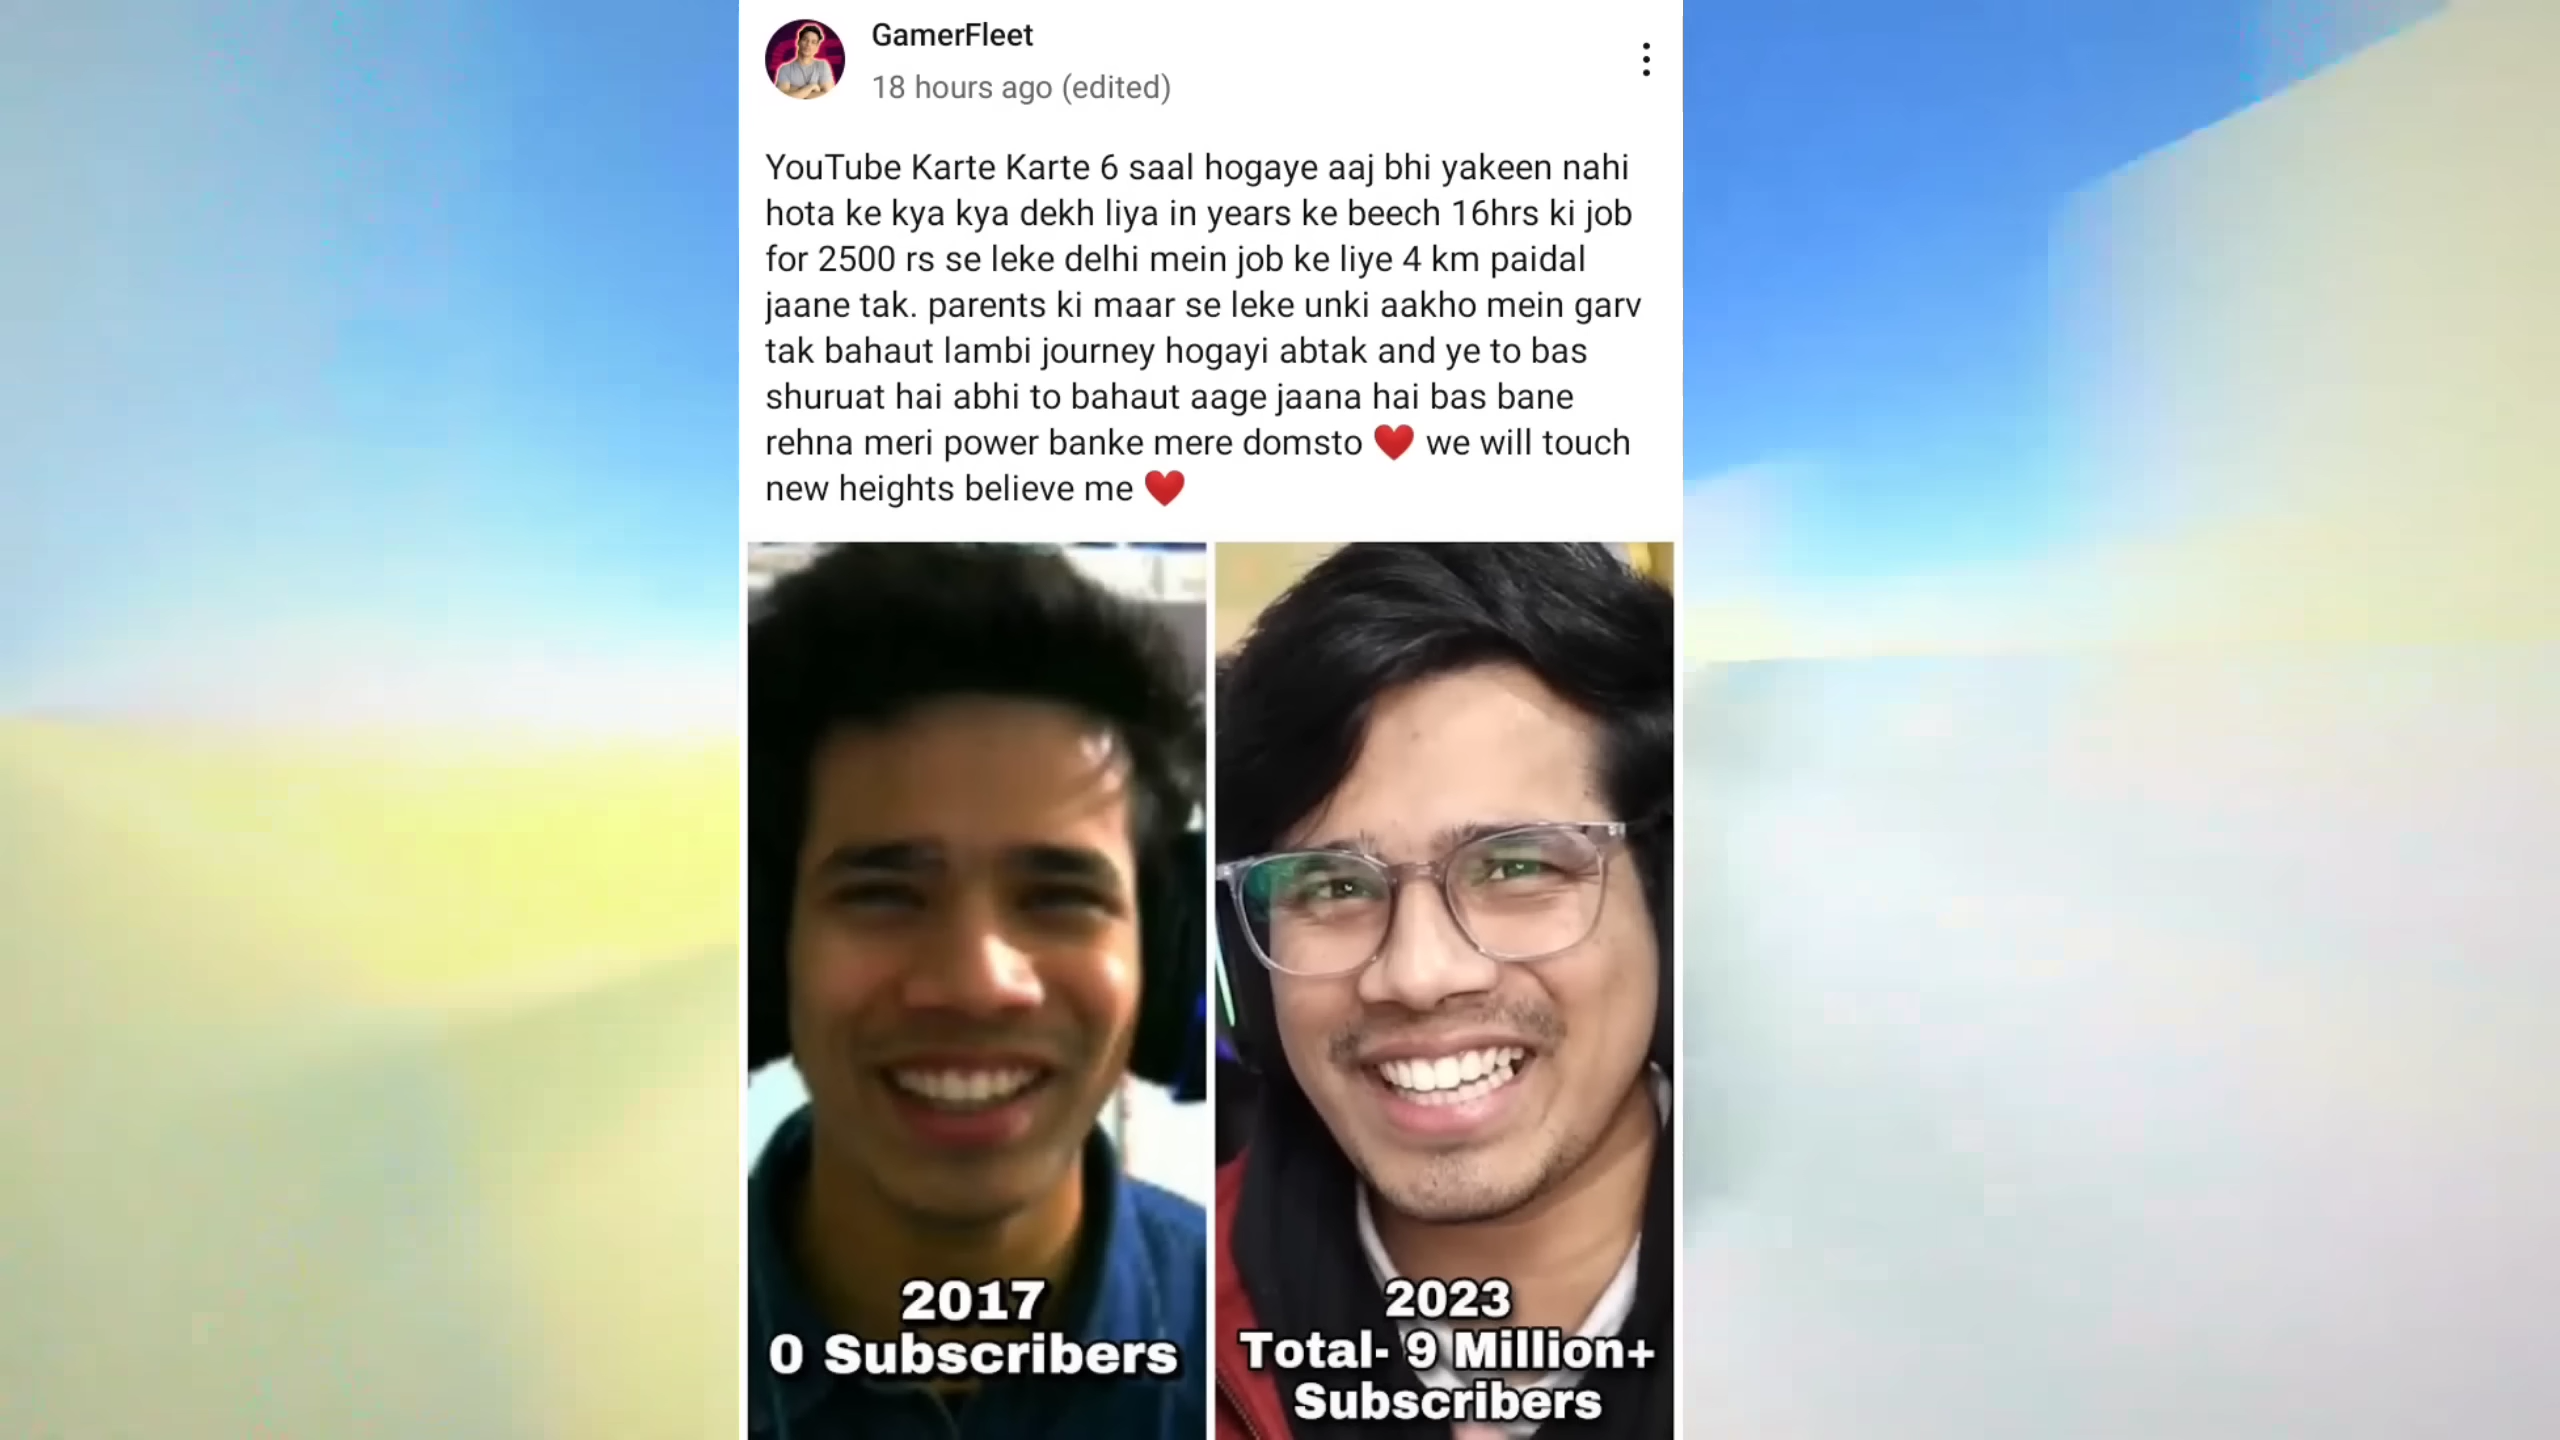 GamerFleet
18 hours ago (edited)
YouTube Karte Karte 6 saal hogaye aaj bhi yakeen nahi
hota ke kya kya dekh liya in years ke beech 16hrs ki job
for 2500 rs se leke delhi mein job ke liye 4 km paidal
jaane tak. parents ki maar se leke unki aakho mein garv
tak bahaut lambi journey hogayi abtak and ye to bas
shuruat hai abhi to bahaut aage jaana hai bas bane
rehna meri power banke mere domsto ❤️ we will touch
new heights believe me ❤️
2017
0 Subscribers
2023
Total- 9 Million+
Subscribers